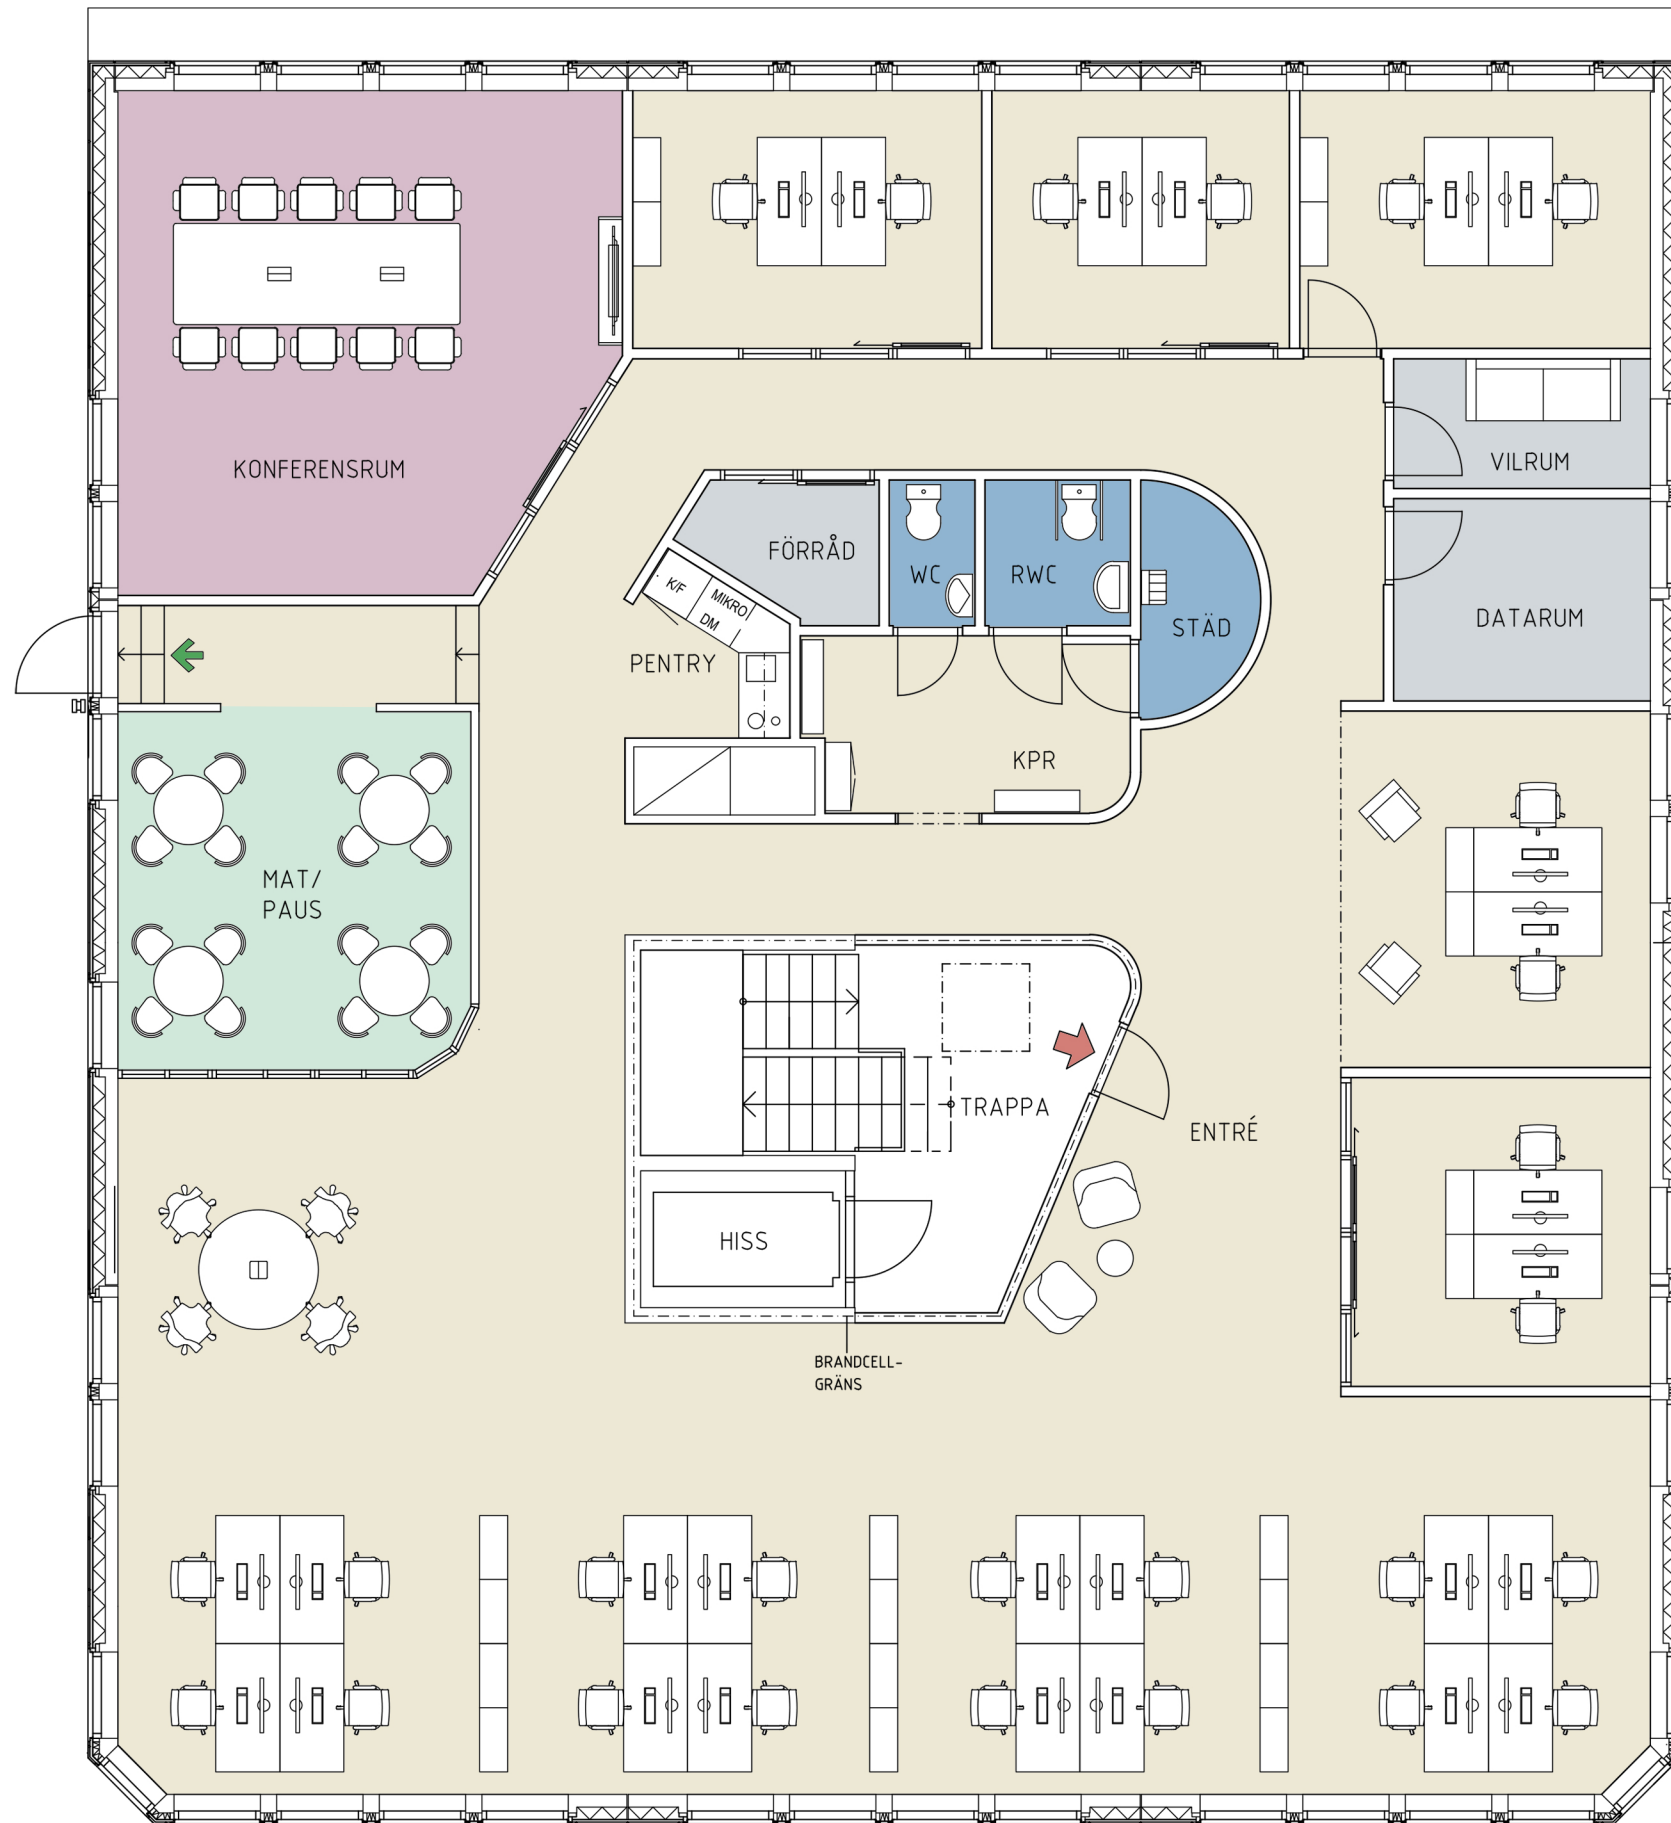 KONFERENSRUM
VILRUM
FÖRRÅD
WC
RWC
K/F
MIKRO
DM
STÄD
DATARUM
PENTRY
KPR
MAT/
PAUS
TRAPPA
ENTRÉ
HISS
BRANDCELL-
GRÄNS